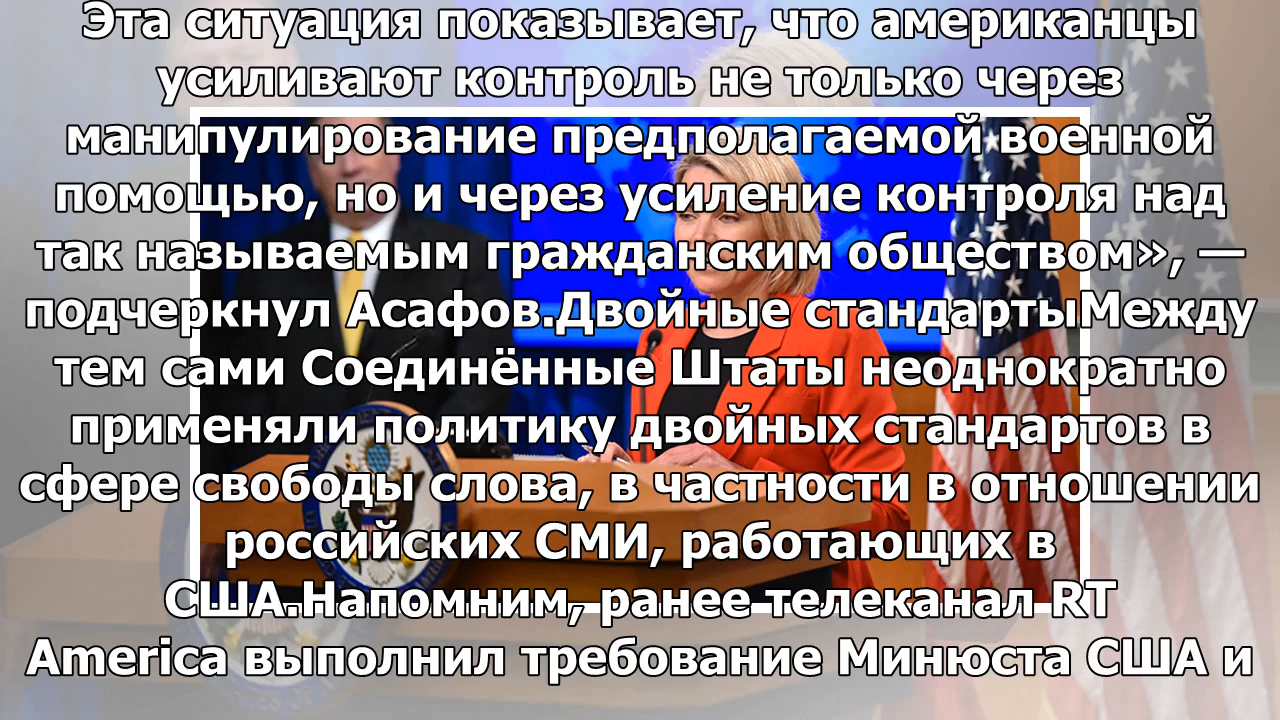 Эта ситуация показывает, что американцы
усиливают контроль не только через
манипулирование предполагаемой военной
помощью, но и через усиление контроля над
так называемым гражданским обществом», —
подчеркнул Асафов.Двойные стандартыМежду
тем сами Соединённые Штаты неоднократно
применяли политику двойных стандартов в
сфере свободы слова, в частности в отношении
российских СМИ, работающих в
США.Напомним, ранее телеканал RT
America выполнил требование Минюста США и